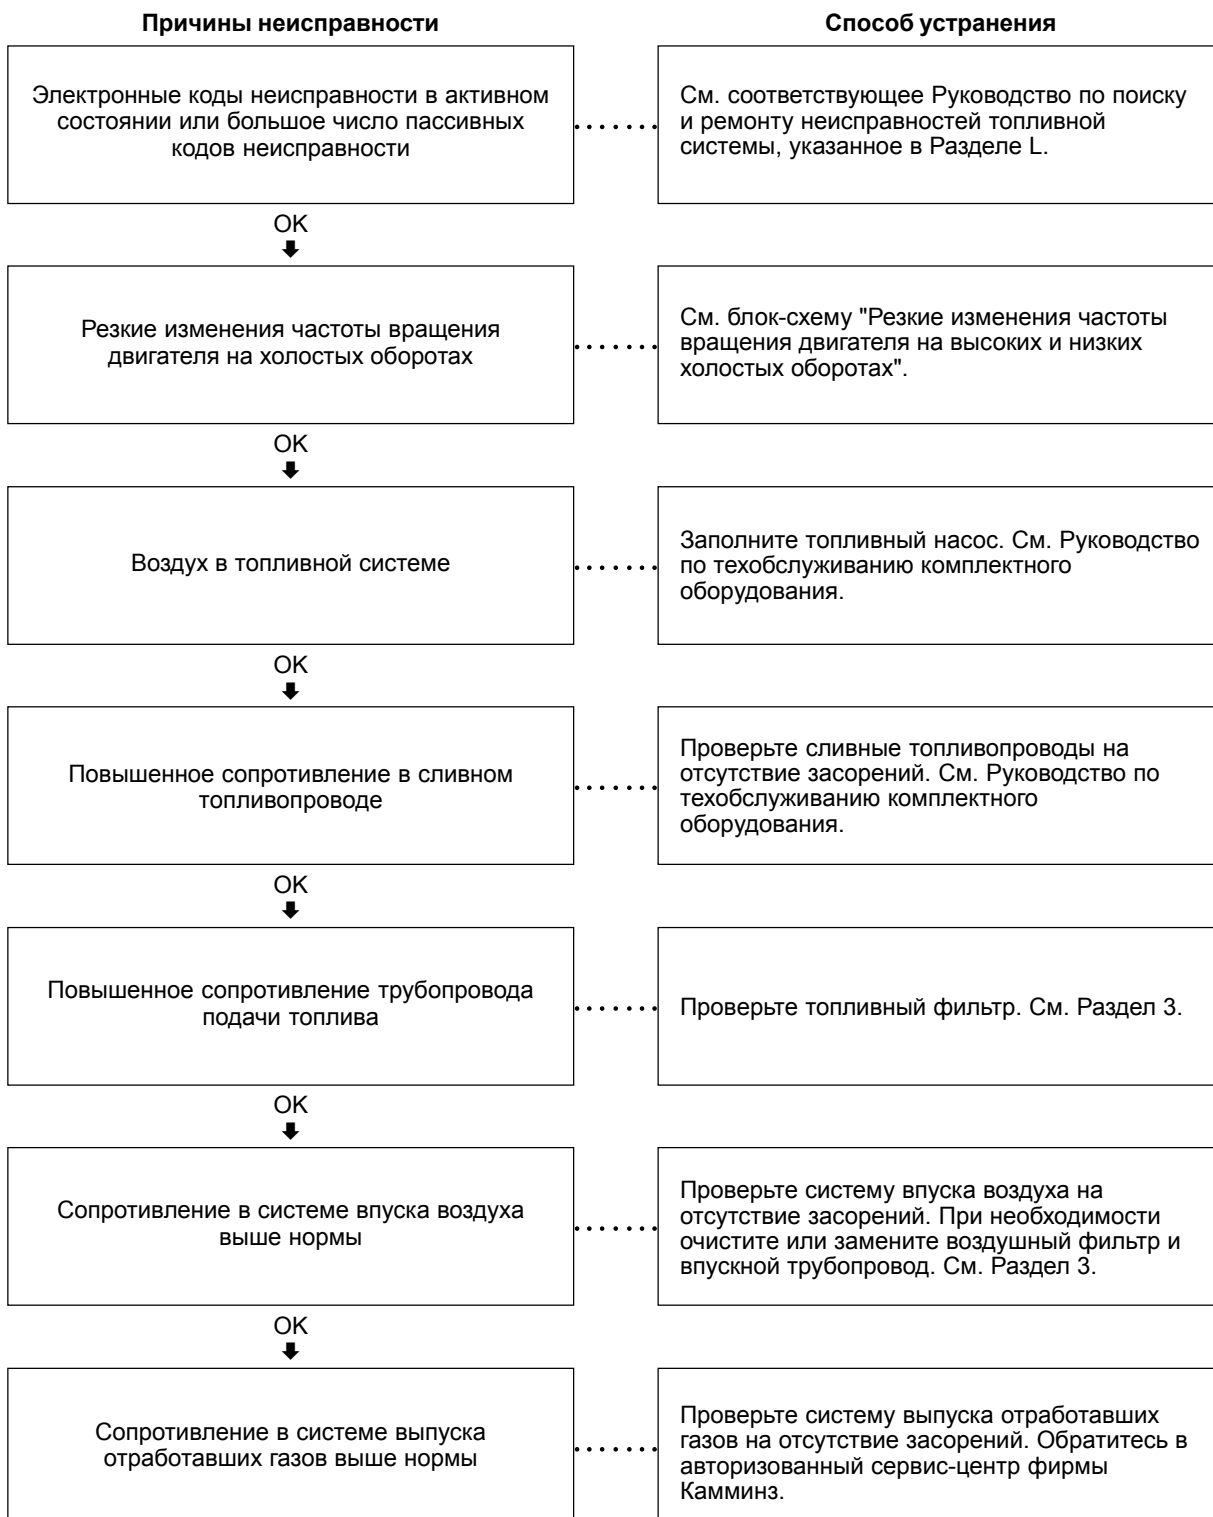 Причины неисправности
Способ устранения
Электронные коды неисправности в активном
состоянии или большое число пассивных
кодов неисправности
См. соответствующее Руководство по поиску
и ремонту неисправностей топливной
системы, указанное в Разделе L.
OK
Резкие изменения частоты вращения
двигателя на холостых оборотах
См. блок-схему "Резкие изменения частоты
вращения двигателя на высоких и низких
холостых оборотах".
OK
Воздух в топливной системе
Заполните топливный насос. См. Руководство
по техобслуживанию комплектного
оборудования.
OK
Повышенное сопротивление в сливном
топливопроводе
Проверьте сливные топливопроводы на
отсутствие засорений. См. Руководство по
техобслуживанию комплектного
оборудования.
OK
Повышенное сопротивление трубопровода
подачи топлива
Проверьте топливный фильтр. См. Раздел 3.
OK
Сопротивление в системе впуска воздуха
выше нормы
Проверьте систему впуска воздуха на
отсутствие засорений. При необходимости
очистите или замените воздушный фильтр и
впускной трубопровод. См. Раздел 3.
OK
Сопротивление в системе выпуска
отработавших газов выше нормы
Проверьте систему выпуска отработавших
газов на отсутствие засорений. Обратитесь в
авторизованный сервис-центр фирмы
Камминз.